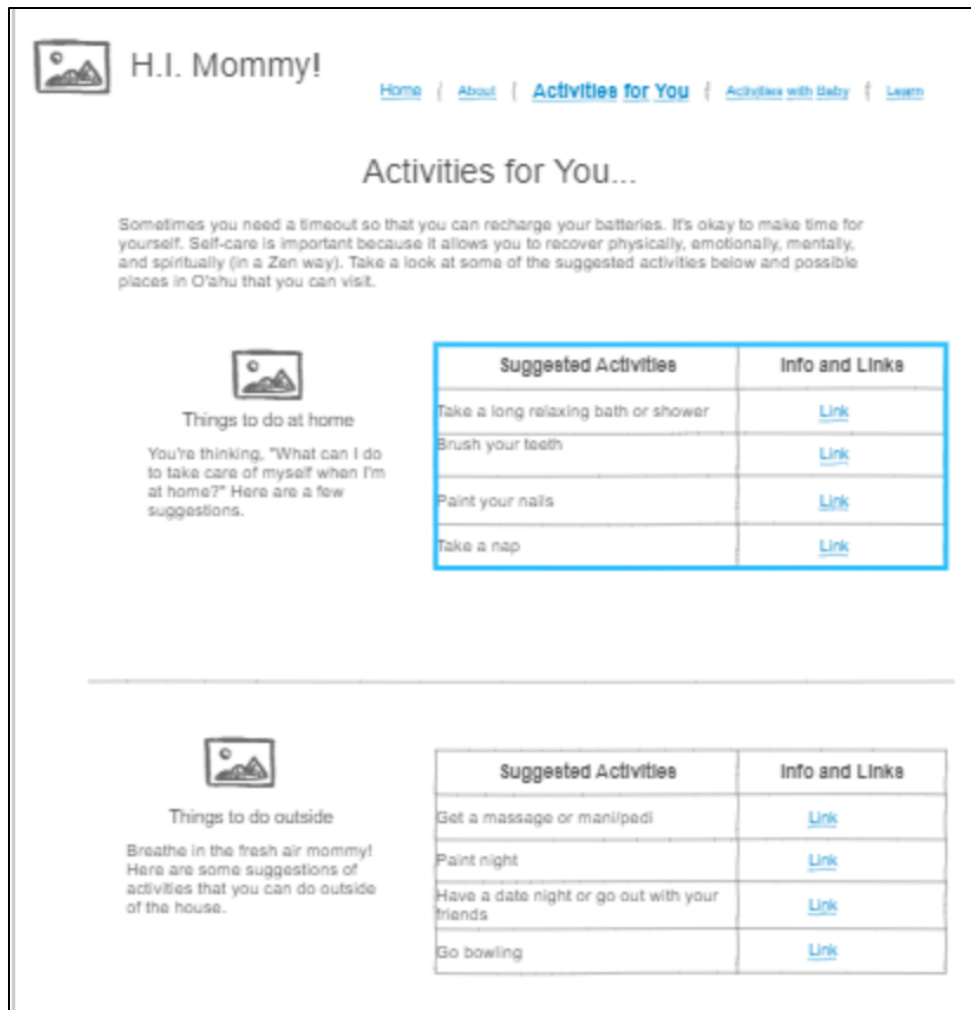 H.I. Mommy!
Home | About | Activities for You | Activities with Baby | Learn
Activities for You...
Sometimes you need a timeout so that you can recharge your batteries. It's okay to make time for
yourself. Self-care is important because it allows you to recover physically, emotionally, mentally,
and spiritually (in a Zen way). Take a look at some of the suggested activities below and possible
places in O'ahu that you can visit.
Things to do at home
You're thinking, "What can I do
to take care of myself when I'm
at home?" Here are a few
suggestions.
Suggested Activities Info and Links
Take a long relaxing bath or shower Link
Brush your teeth Link
Paint your nails Link
Take a nap Link
Things to do outside
Breathe in the fresh air mommy!
Here are some suggestions of
activities that you can do outside
of the house.
Suggested Activities Info and Links
Get a massage or mani/pedi Link
Paint night Link
Have a date night or go out with your
friends Link
Go bowling Link